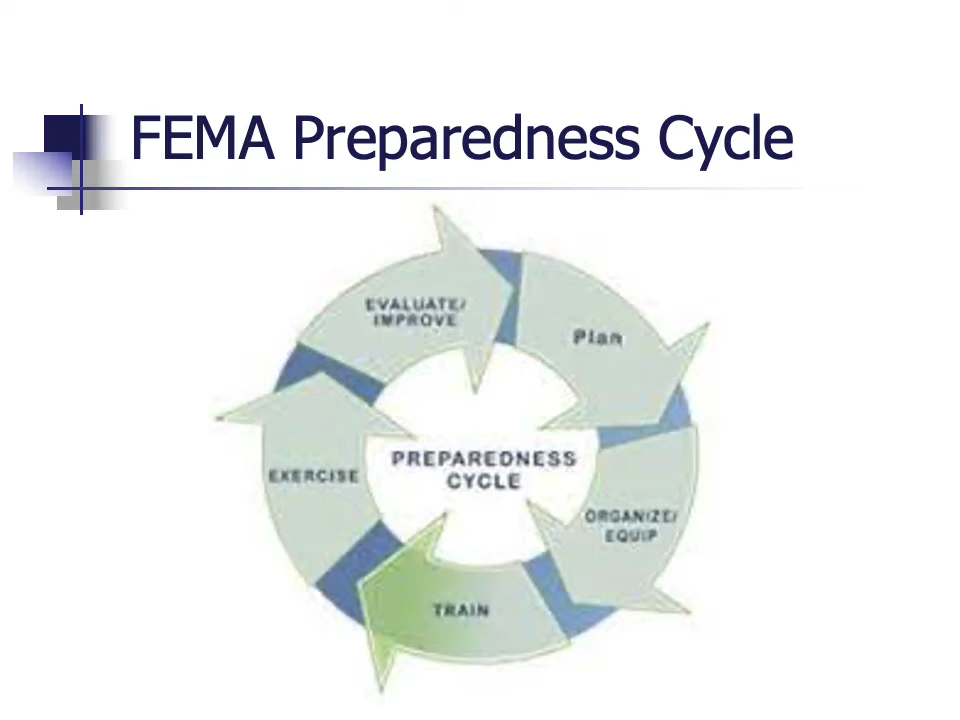 FEMA Preparedness Cycle
EVALUATE/
IMPROVE
Plan
PREPAREDNESS
CYCLE
EXERCISE
ORGANIZE/
EQUIP
TRAIN